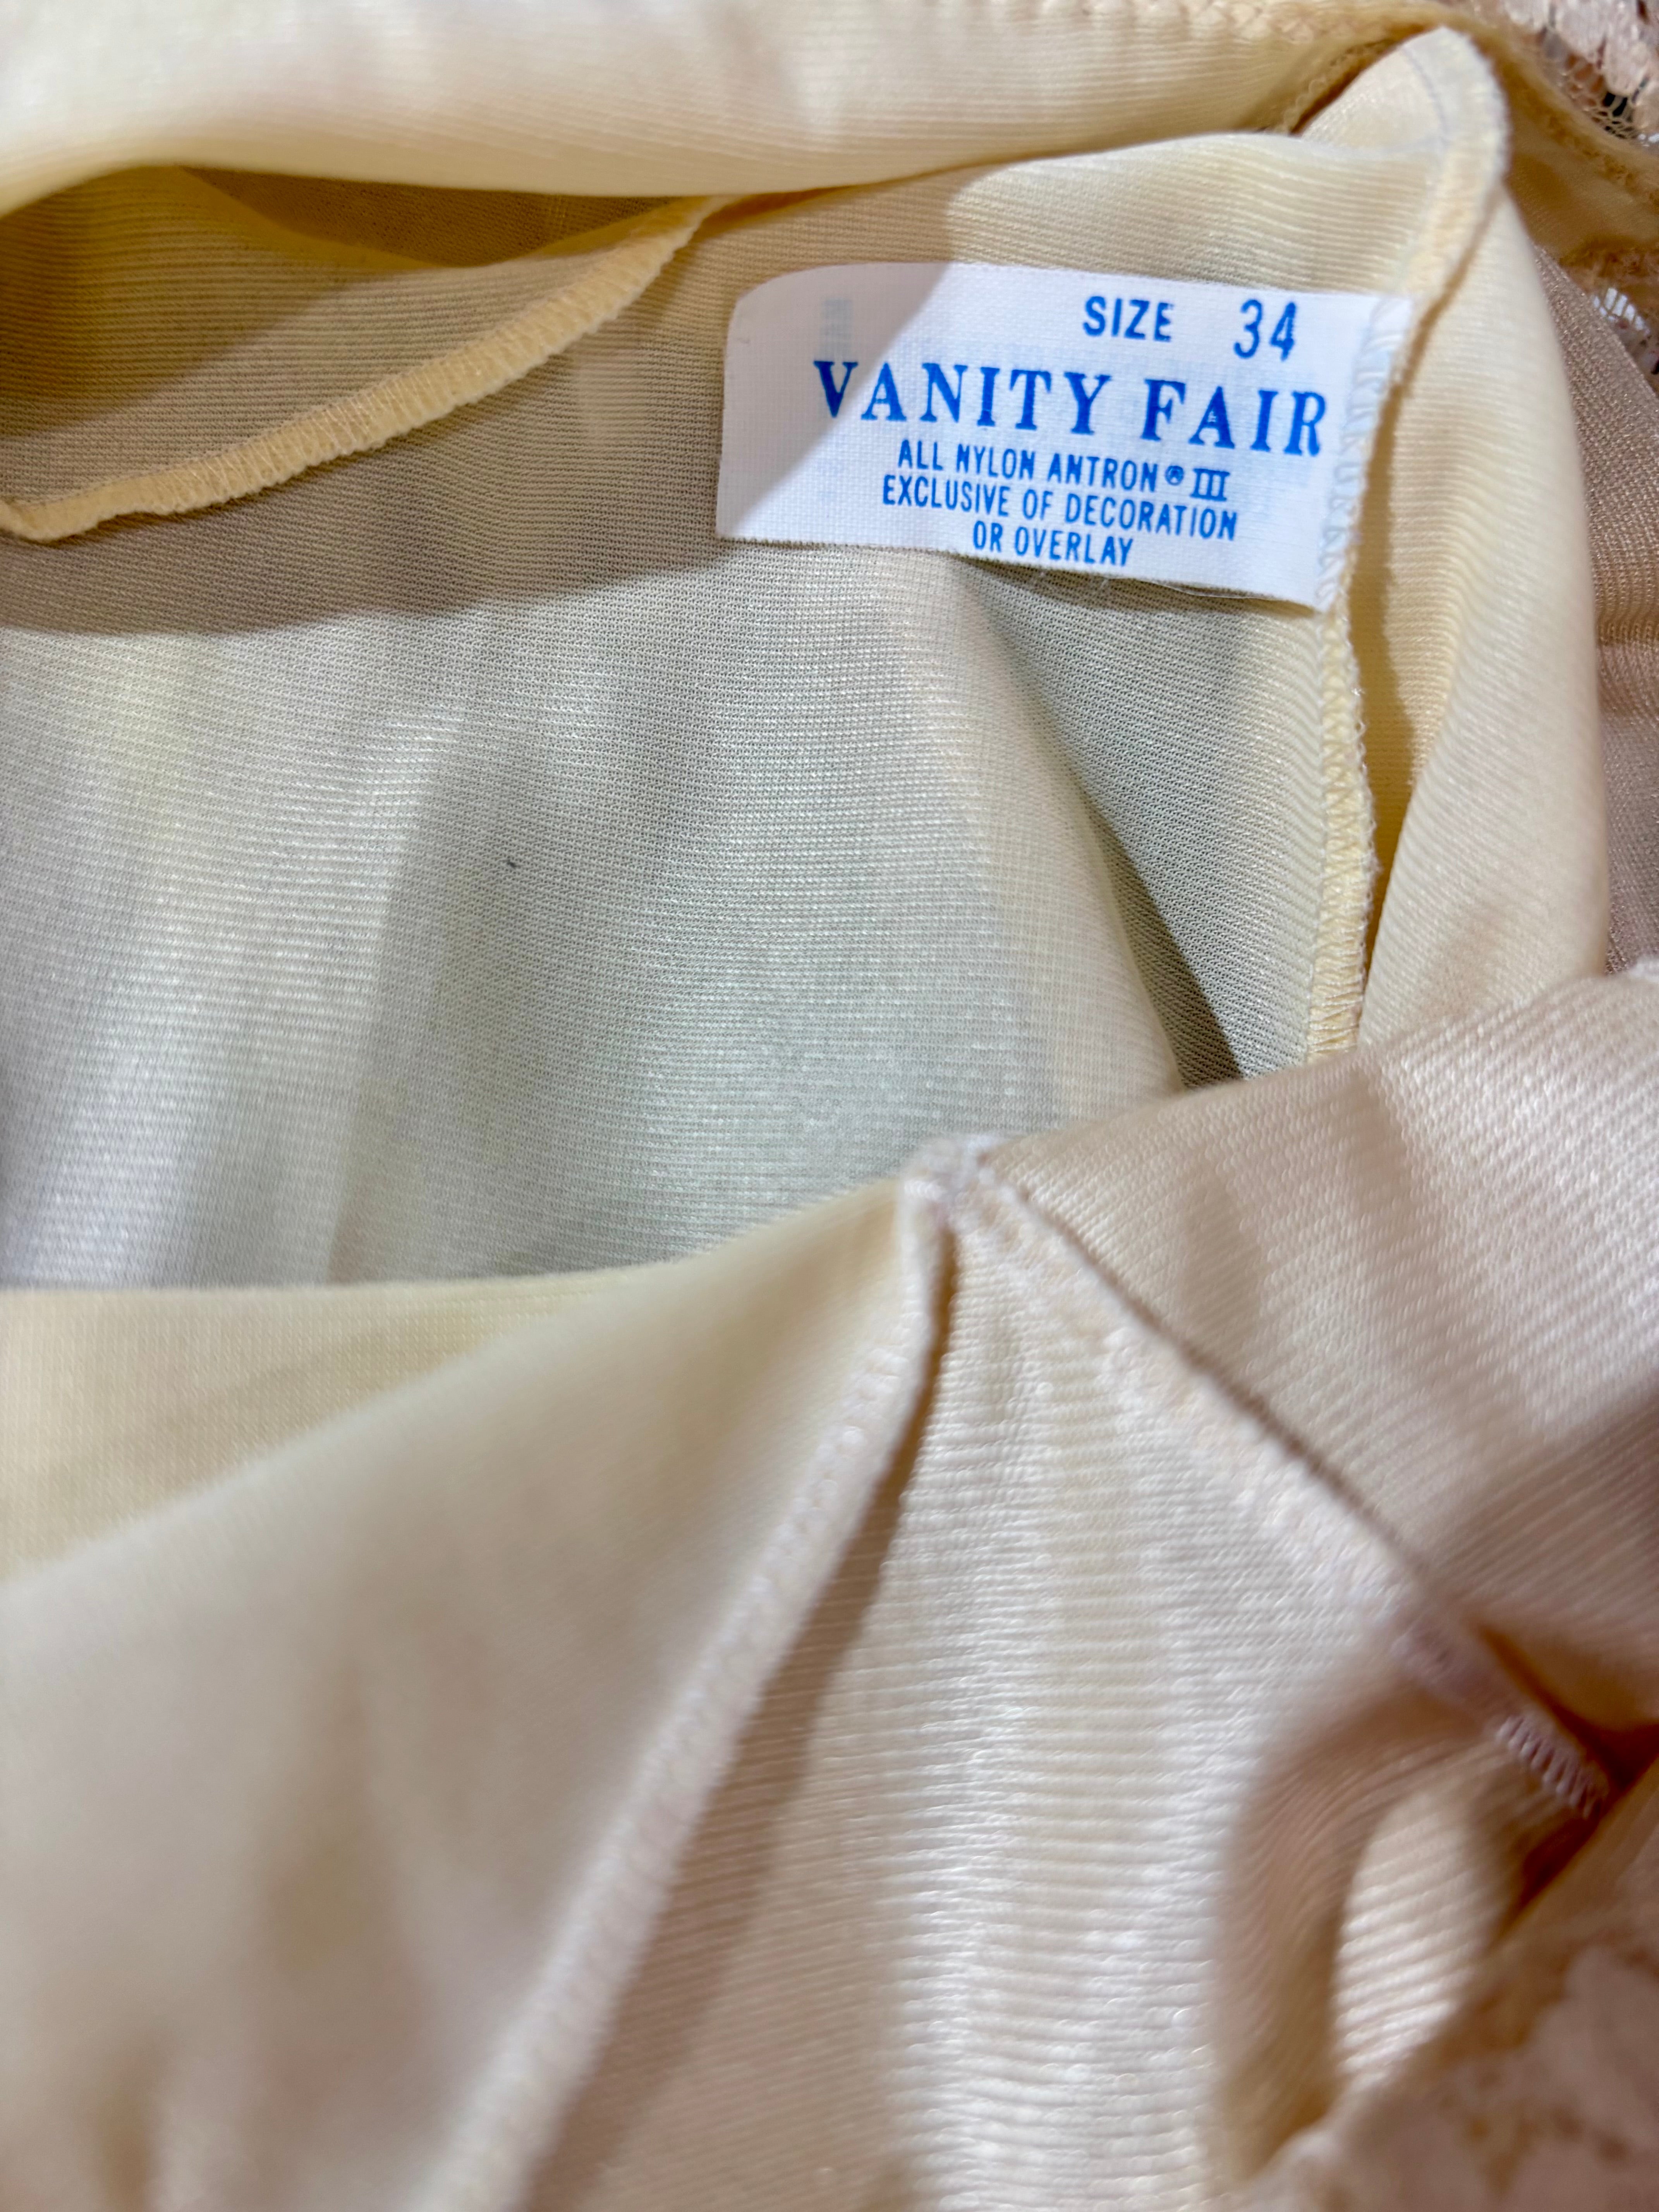 SIZE 34
VANITY FAIR
ALL NYLON ANTRON® III
EXCLUSIVE OF DECORATION
OR OVERLAY